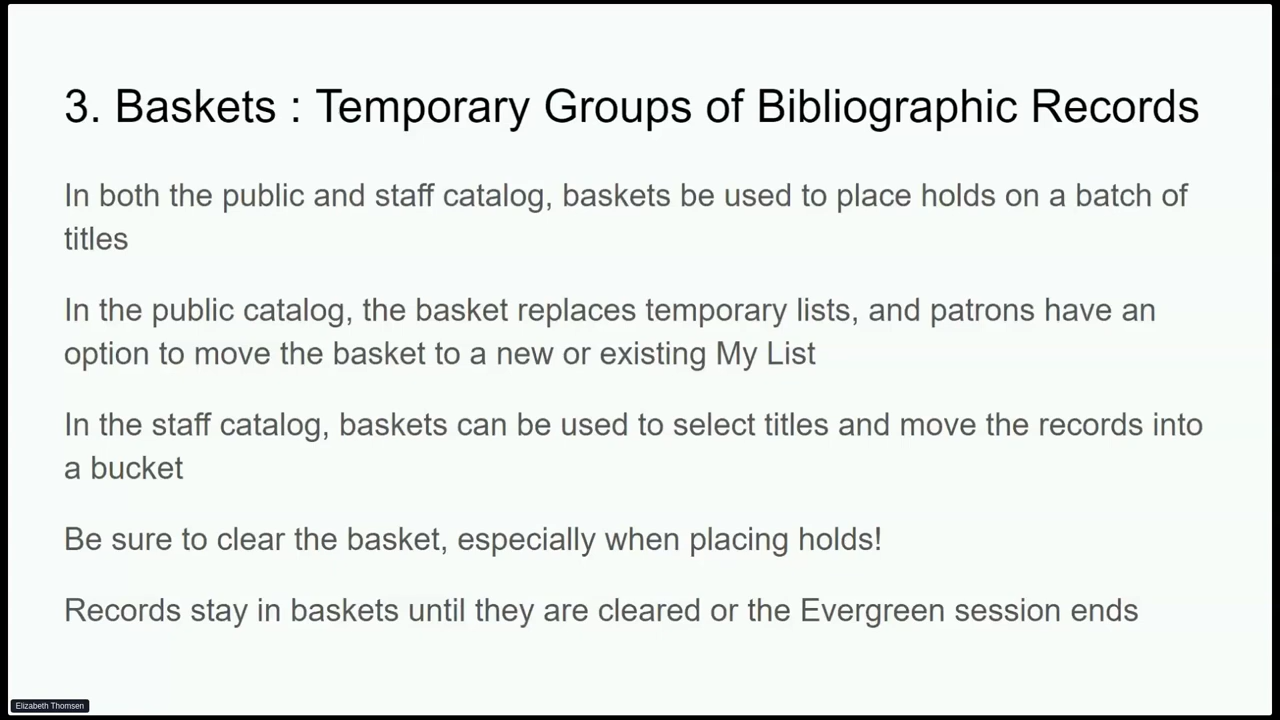 3. Baskets : Temporary Groups of Bibliographic Records
In both the public and staff catalog, baskets be used to place holds on a batch of
titles
In the public catalog, the basket replaces temporary lists, and patrons have an
option to move the basket to a new or existing My List
In the staff catalog, baskets can be used to select titles and move the records into
a bucket
Be sure to clear the basket, especially when placing holds!
Records stay in baskets until they are cleared or the Evergreen session ends
Elizabeth Thomsen